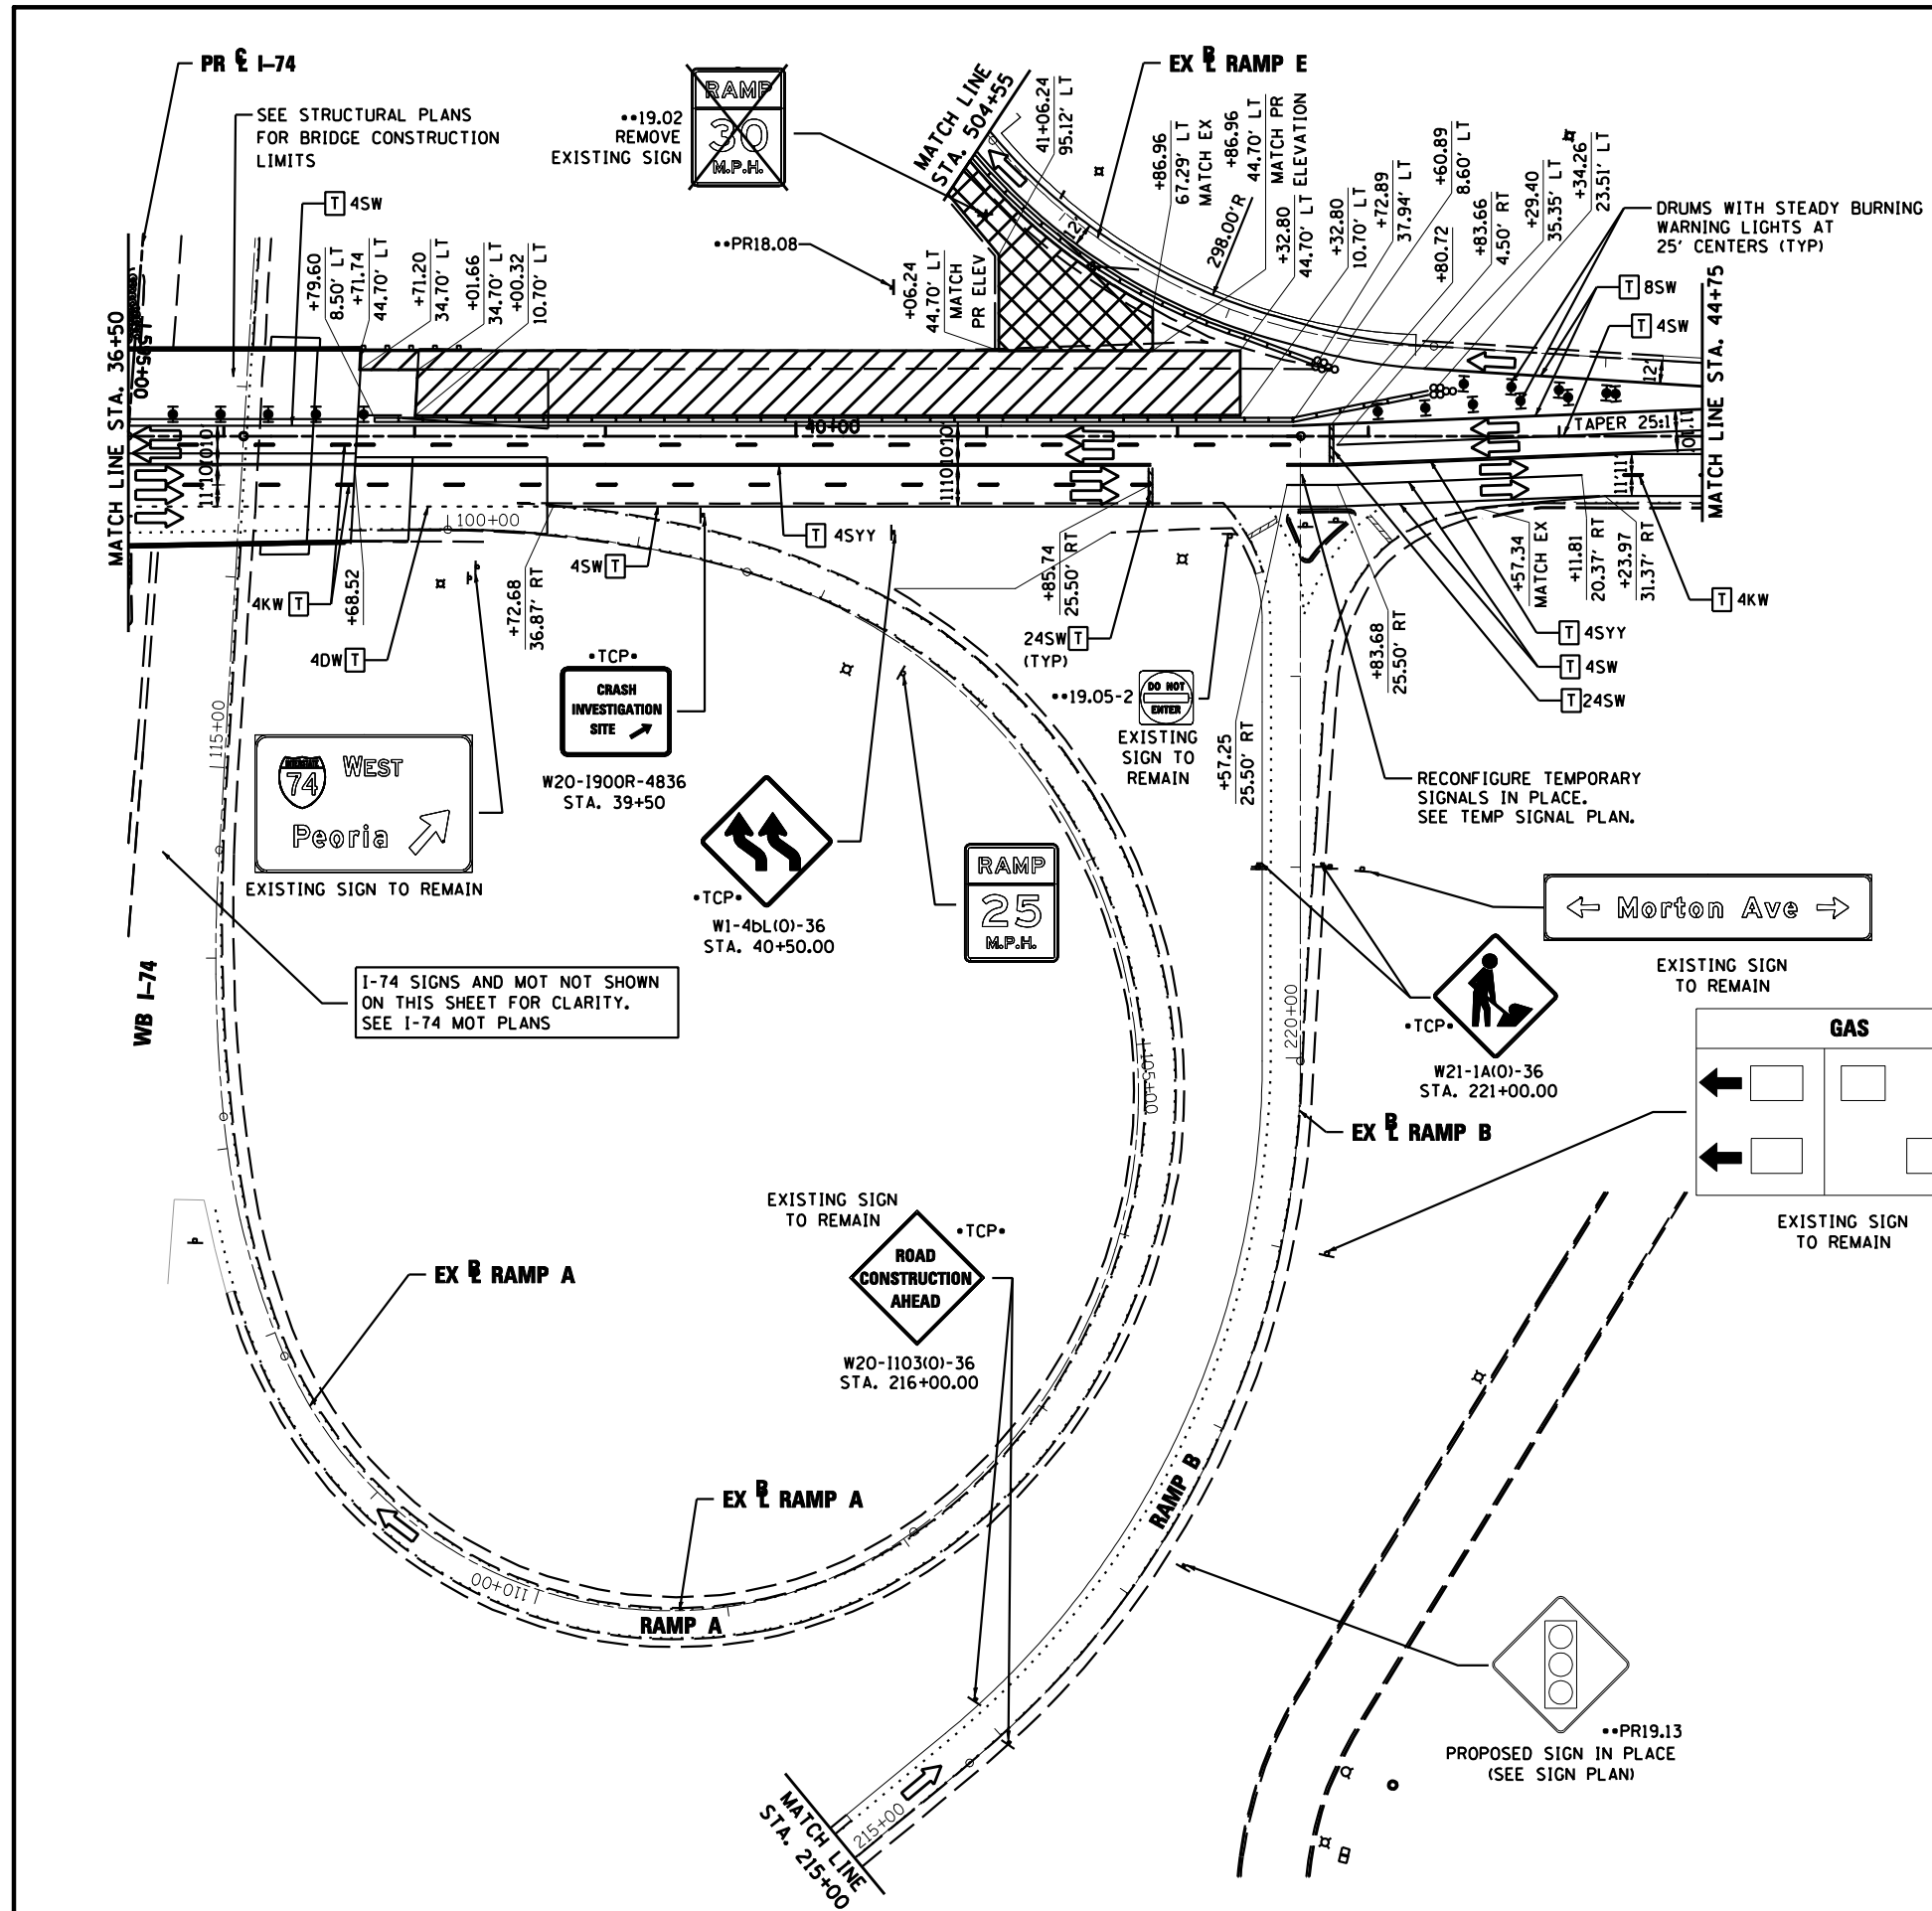 PR ℄ I-74
SEE STRUCTURAL PLANS
FOR BRIDGE CONSTRUCTION
LIMITS
T 4SW
••19.02
REMOVE
EXISTING SIGN
RAMP
30
M.P.H.
••PR18.08
MATCH LINE
STA. 504+55
EX BL RAMP E
41+06.24
95.12' LT
+86.96
67.29' LT
MATCH EX
+86.96
44.70' LT
MATCH PR
ELEVATION
298.00'R
12'
+32.80
44.70' LT
+32.80
10.70' LT
+72.89
37.94' LT
+60.89
8.60' LT
+80.72
+83.66
4.50' RT
+29.40
35.35' LT
+34.26
23.51' LT
DRUMS WITH STEADY BURNING
WARNING LIGHTS AT
25' CENTERS (TYP)
T 8SW
T 4SW
MATCH LINE STA. 44+75
MATCH LINE STA. 36+50
+79.60
8.50' LT
+71.74
44.70' LT
+71.20
34.70' LT
+01.66
34.70' LT
+00.32
10.70' LT
+06.24
44.70' LT
MATCH
PR ELEV
40+00
TAPER 25:1
12'
100+00
+68.52
4KW T
4DW T
+72.68
36.87' RT
4SW T
T 4SYY
+85.74
25.50' RT
24SW T
(TYP)
+57.34
MATCH EX
+11.81
20.37' RT
+23.97
31.37' RT
T 4KW
T 4SYY
T 4SW
T 24SW
+83.68
25.50' RT
+57.25
25.50' RT
•TCP•
CRASH
INVESTIGATION
SITE
W20-I900R-4836
STA. 39+50
••19.05-2
DO NOT
ENTER
EXISTING
SIGN TO
REMAIN
RECONFIGURE TEMPORARY
SIGNALS IN PLACE.
SEE TEMP SIGNAL PLAN.
115+00
74 WEST
Peoria
EXISTING SIGN TO REMAIN
•TCP•
W1-4bL(O)-36
STA. 40+50.00
RAMP
25
M.P.H.
← Morton Ave →
EXISTING SIGN
TO REMAIN
WB I-74
I-74 SIGNS AND MOT NOT SHOWN
ON THIS SHEET FOR CLARITY.
SEE I-74 MOT PLANS
105+00
220+00
•TCP•
W21-1A(O)-36
STA. 221+00.00
GAS
EXISTING SIGN
TO REMAIN
EX BL RAMP B
EXISTING SIGN
TO REMAIN
•TCP•
ROAD
CONSTRUCTION
AHEAD
W20-I103(O)-36
STA. 216+00.00
EX BL RAMP A
EX BL RAMP A
110+00
RAMP A
RAMP B
••PR19.13
PROPOSED SIGN IN PLACE
(SEE SIGN PLAN)
215+00
MATCH LINE
STA. 215+00